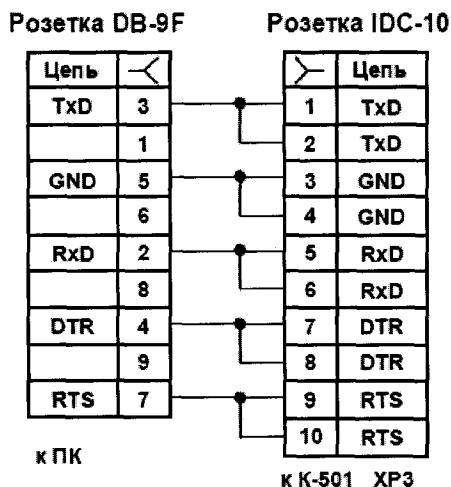 Розетка DB-9F Розетка IDC-10
Цепь Цепь
TxD 3 1 TxD
1 2 TxD
GND 5 3 GND
6 4 GND
RxD 2 5 RxD
8 6 RxD
DTR 4 7 DTR
9 8 DTR
RTS 7 9 RTS
10 RTS
к ПК
к К-501 XP3